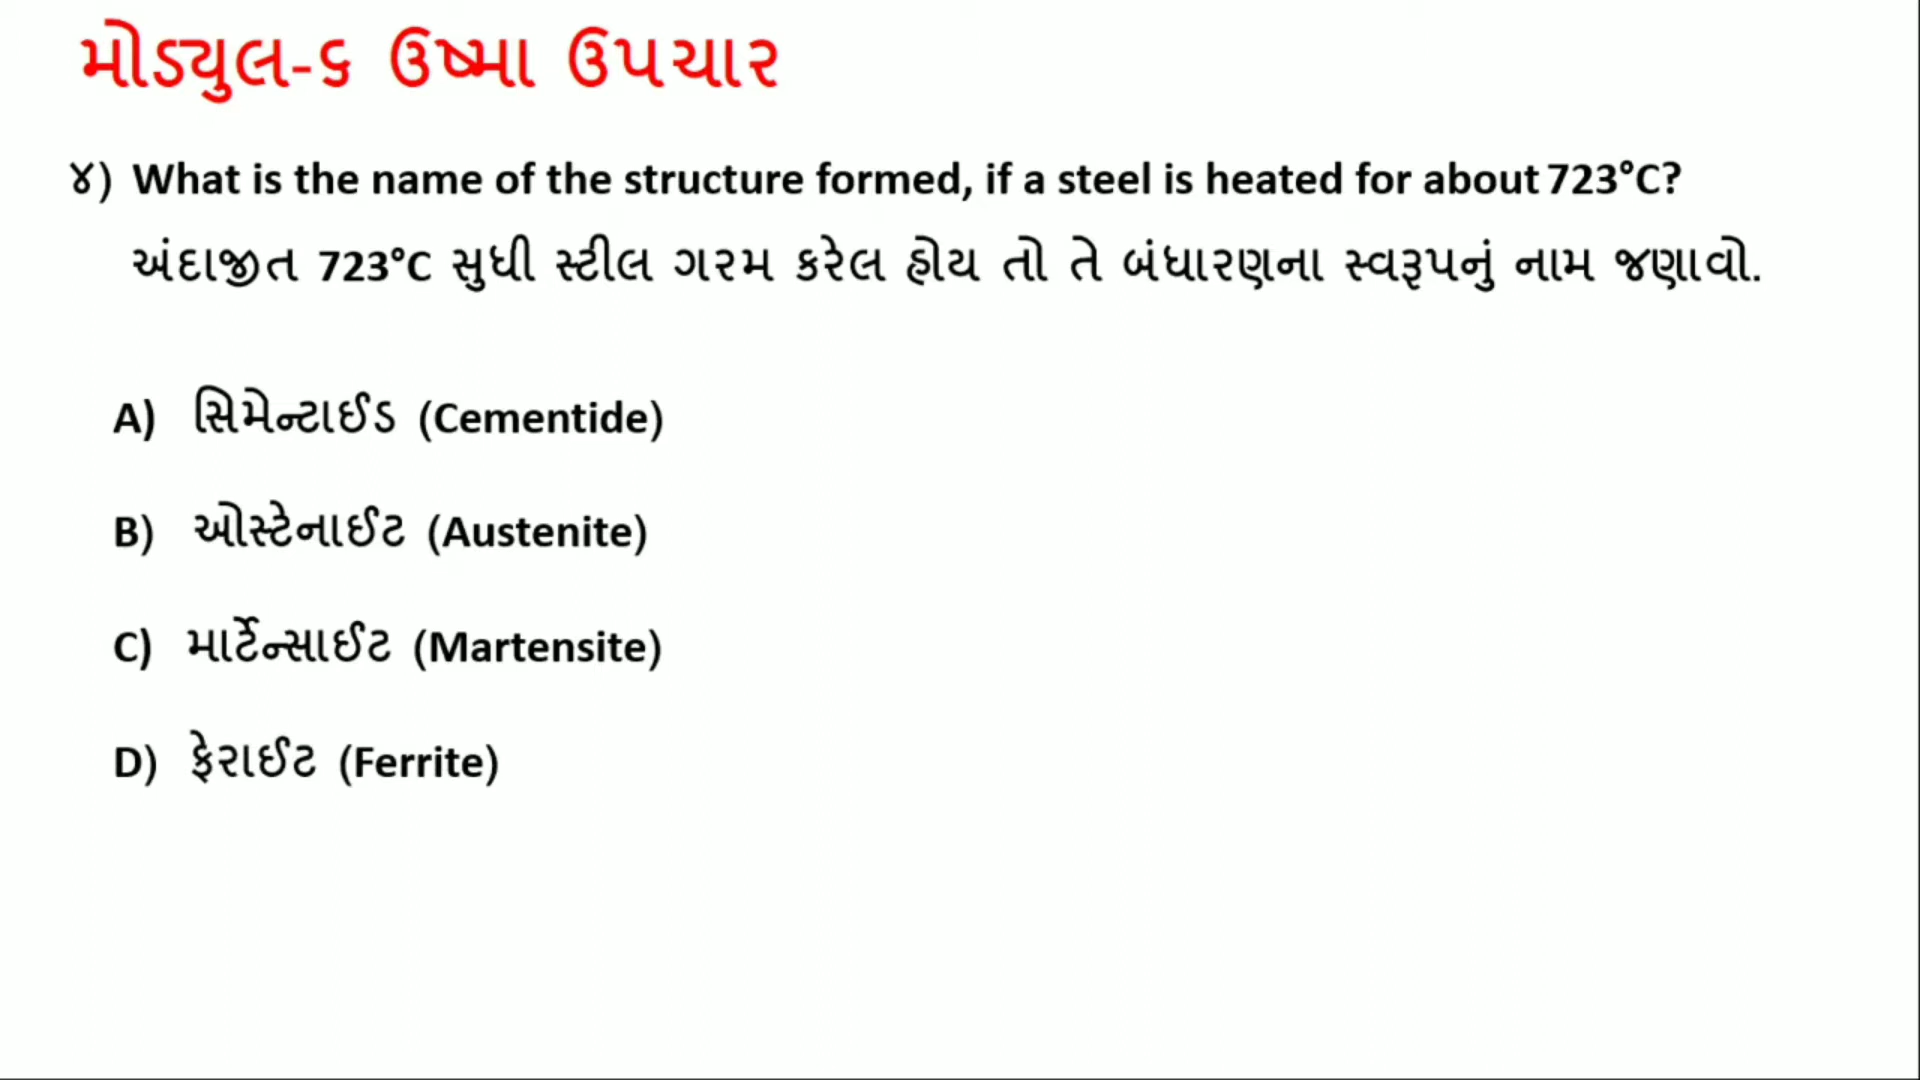 મોડ્યુલ-૬ ઉષ્મા ઉપચાર
૪) What is the name of the structure formed, if a steel is heated for about 723°C?
અંદાજીત 723°C સુધી સ્ટીલ ગરમ કરેલ હોય તો તે બંધારણના સ્વરૂપનું નામ જણાવો.
A) સિમેન્ટાઈડ (Cementide)
B) ઓસ્ટેનાઈટ (Austenite)
C) માર્ટેન્સાઈટ (Martensite)
D) ફેરાઈટ (Ferrite)